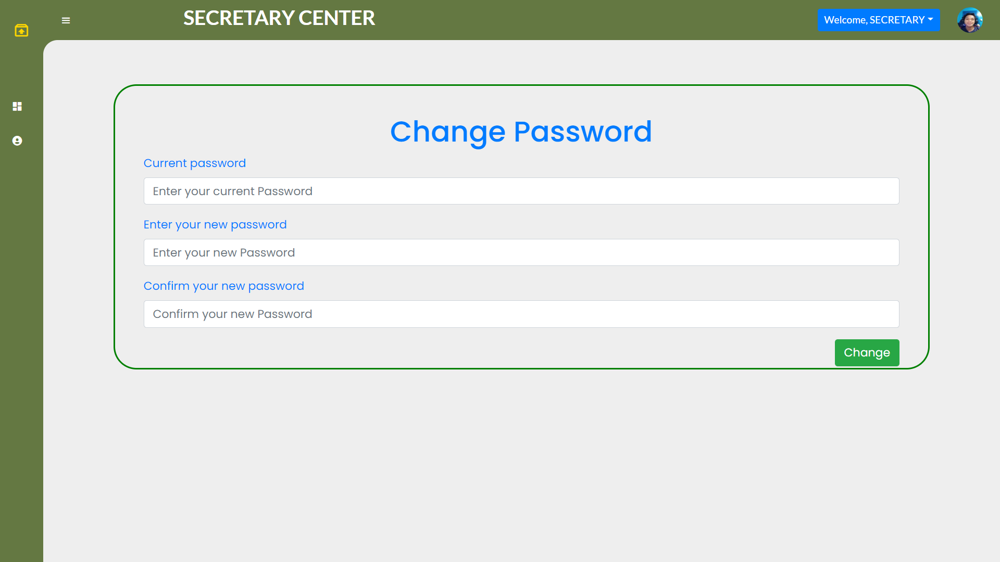 SECRETARY CENTER
Welcome, SECRETARY
Change Password
Current password
Enter your current Password
Enter your new password
Enter your new Password
Confirm your new password
Confirm your new Password
Change